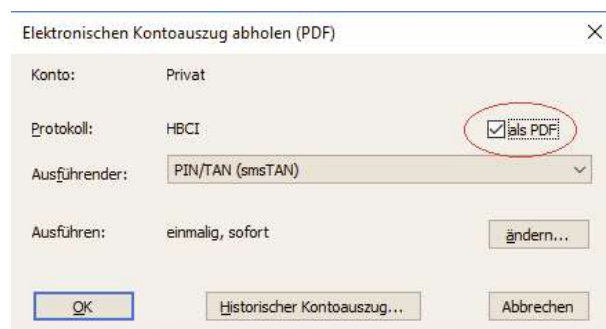 Elektronischen Kontoauszug abholen (PDF)
Konto: Privat
Protokoll: HBCI als PDF
Ausführender: PIN/TAN (smsTAN)
Ausführen: einmalig, sofort ändern...
OK Historischer Kontoauszug... Abbrechen